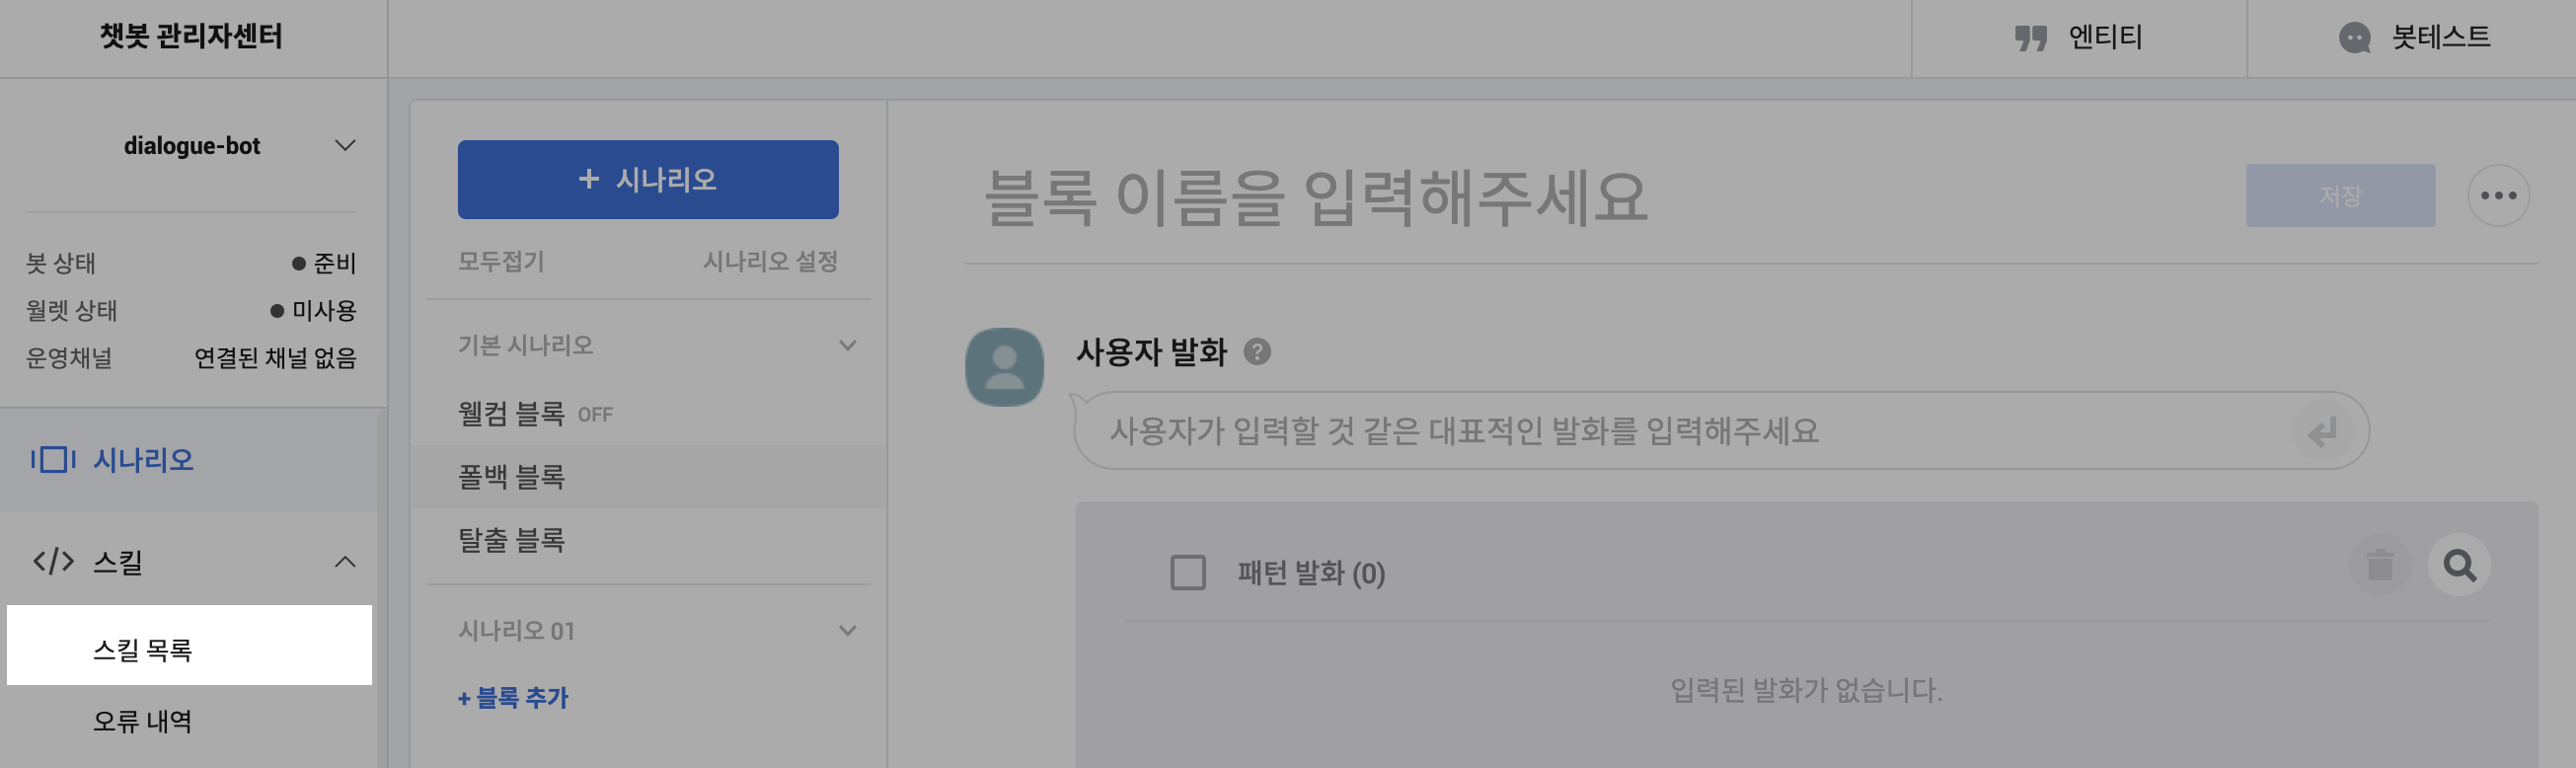 챗봇 관리자센터
엔티티
봇테스트
dialogue-bot
봇 상태
준비
월렛 상태
미사용
운영채널
연결된 채널 없음
시나리오
스킬
스킬 목록
오류 내역
+ 시나리오
모두접기
시나리오 설정
기본 시나리오
웰컴 블록 OFF
폴백 블록
탈출 블록
시나리오 01
+ 블록 추가
블록 이름을 입력해주세요
저장
사용자 발화
사용자가 입력할 것 같은 대표적인 발화를 입력해주세요
패턴 발화 (0)
입력된 발화가 없습니다.